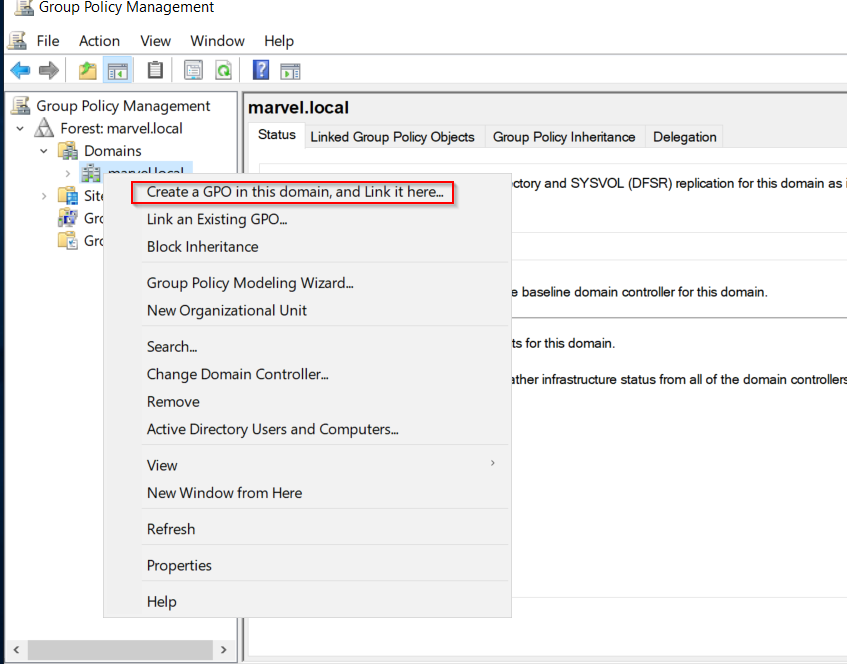 Group Policy Management
File Action View Window Help
Group Policy Management
Forest: marvel.local
Domains
marvel.local
Site
Gro
Gro
marvel.local
Status Linked Group Policy Objects Group Policy Inheritance Delegation
ctory and SYSVOL (DFSR) replication for this domain as
e baseline domain controller for this domain.
ts for this domain.
ather infrastructure status from all of the domain controllers
Create a GPO in this domain, and Link it here...
Link an Existing GPO...
Block Inheritance
Group Policy Modeling Wizard...
New Organizational Unit
Search...
Change Domain Controller...
Remove
Active Directory Users and Computers...
View
New Window from Here
Refresh
Properties
Help